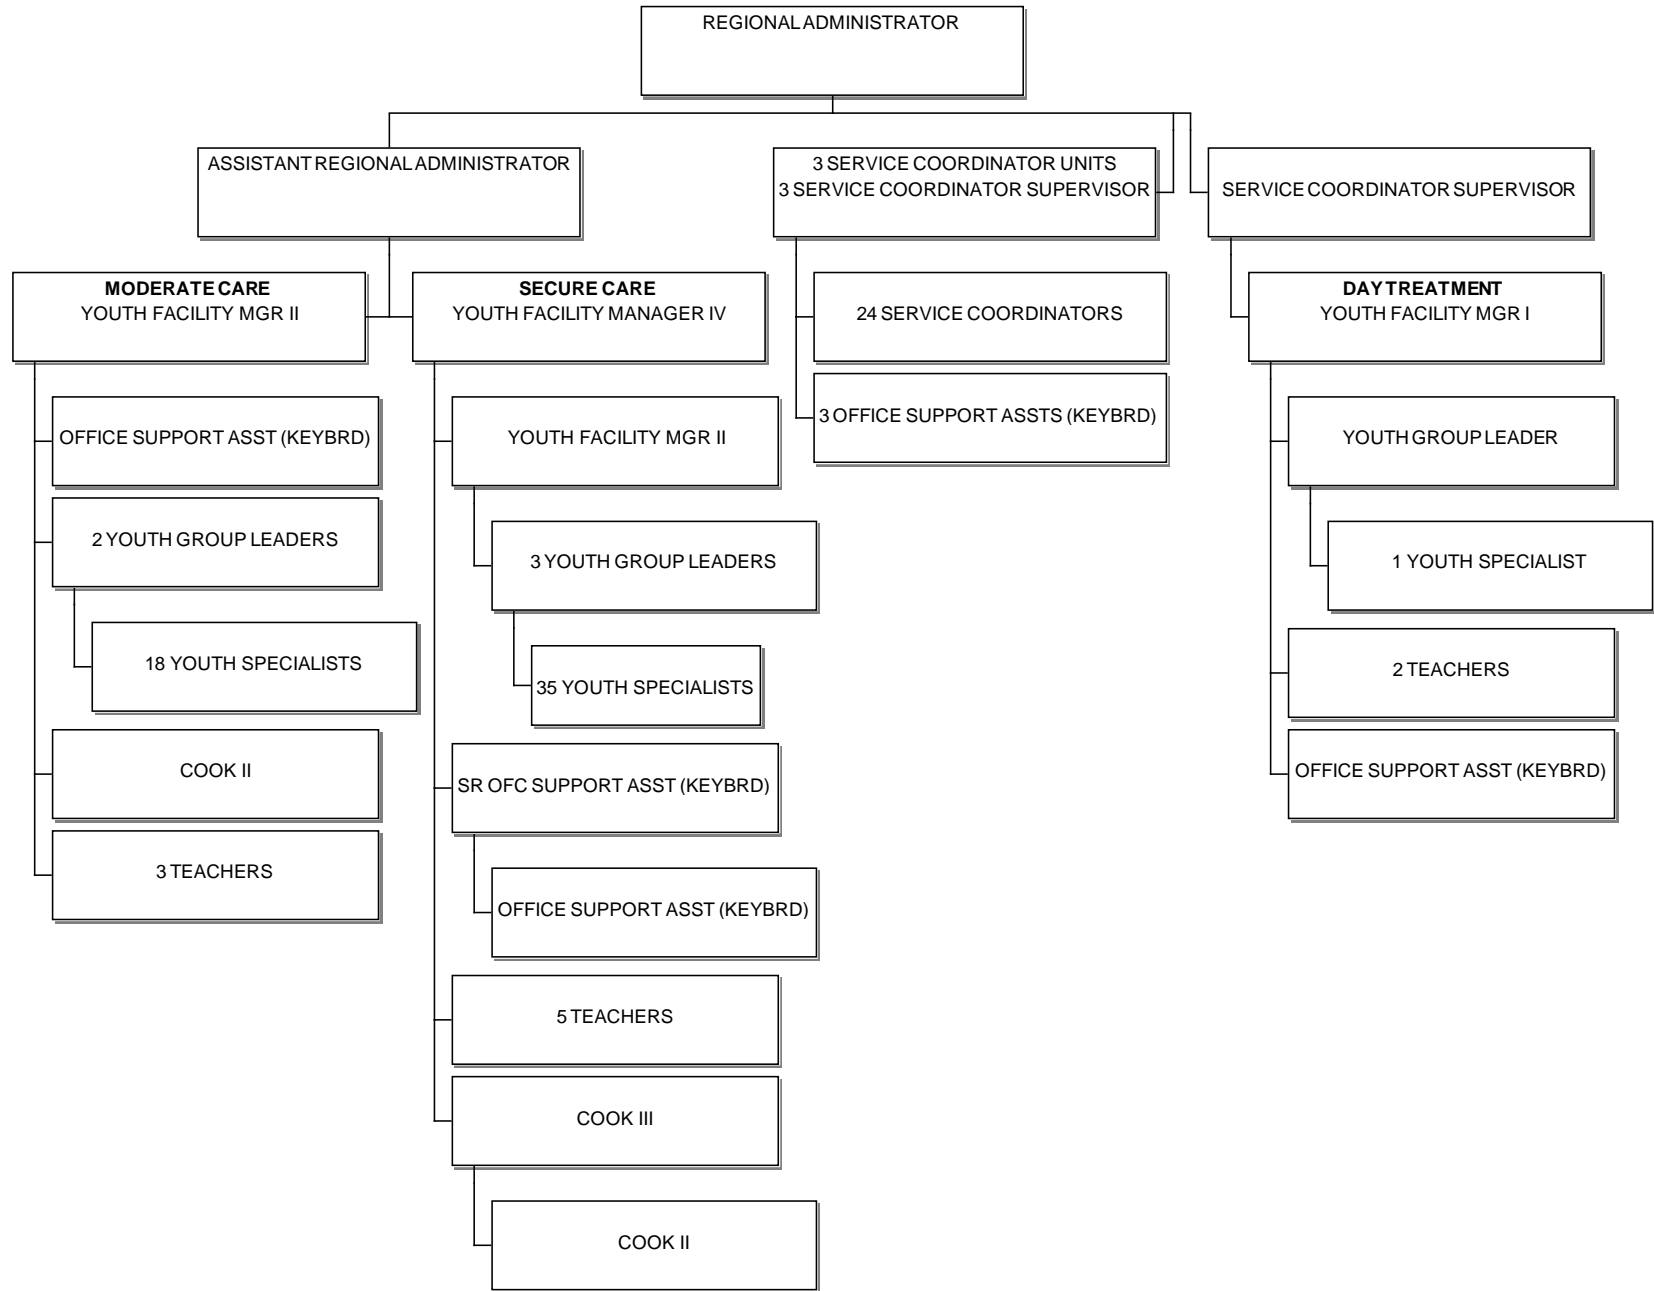 REGIONAL ADMINISTRATOR
ASSISTANT REGIONAL ADMINISTRATOR
3 SERVICE COORDINATOR UNITS
3 SERVICE COORDINATOR SUPERVISOR
SERVICE COORDINATOR SUPERVISOR
MODERATE CARE
YOUTH FACILITY MGR II
OFFICE SUPPORT ASST (KEYBRD)
2 YOUTH GROUP LEADERS
18 YOUTH SPECIALISTS
COOK II
3 TEACHERS
SECURE CARE
YOUTH FACILITY MANAGER IV
YOUTH FACILITY MGR II
3 YOUTH GROUP LEADERS
35 YOUTH SPECIALISTS
SR OFC SUPPORT ASST (KEYBRD)
OFFICE SUPPORT ASST (KEYBRD)
5 TEACHERS
COOK III
COOK II
24 SERVICE COORDINATORS
3 OFFICE SUPPORT ASSTS (KEYBRD)
DAY TREATMENT
YOUTH FACILITY MGR I
YOUTH GROUP LEADER
1 YOUTH SPECIALIST
2 TEACHERS
OFFICE SUPPORT ASST (KEYBRD)